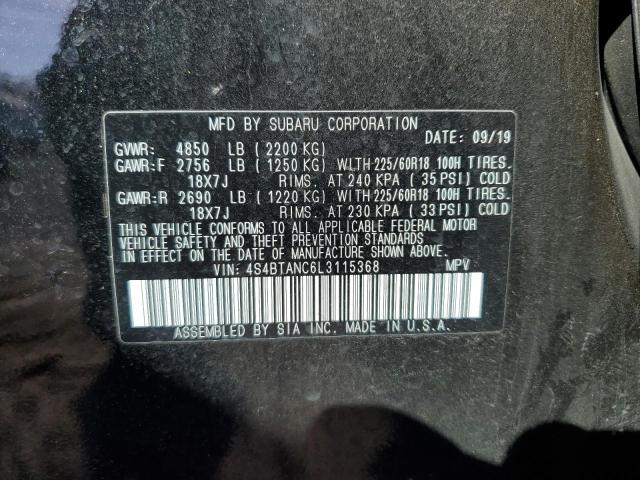 MFD BY SUBARU CORPORATION
DATE: 09/19
GVWR: 4850 LB ( 2200 KG)
GAWR:F 2756 LB ( 1250 KG) WITH 225/60R18 100H TIRES.
18X7J RIMS. AT 240 KPA ( 35 PSI) COLD
GAWR:R 2690 LB ( 1220 KG) WITH 225/60R18 100H TIRES.
18X7J RIMS. AT 230 KPA ( 33 PSI) COLD
THIS VEHICLE CONFORMS TO ALL APPLICABLE FEDERAL MOTOR
VEHICLE SAFETY AND THEFT PREVENTION STANDARDS
IN EFFECT ON THE DATE OF MANUFACTURE SHOWN ABOVE.
VIN: 4S4BTANC6L3115368 MPV
ASSEMBLED BY SIA INC. MADE IN U.S.A.